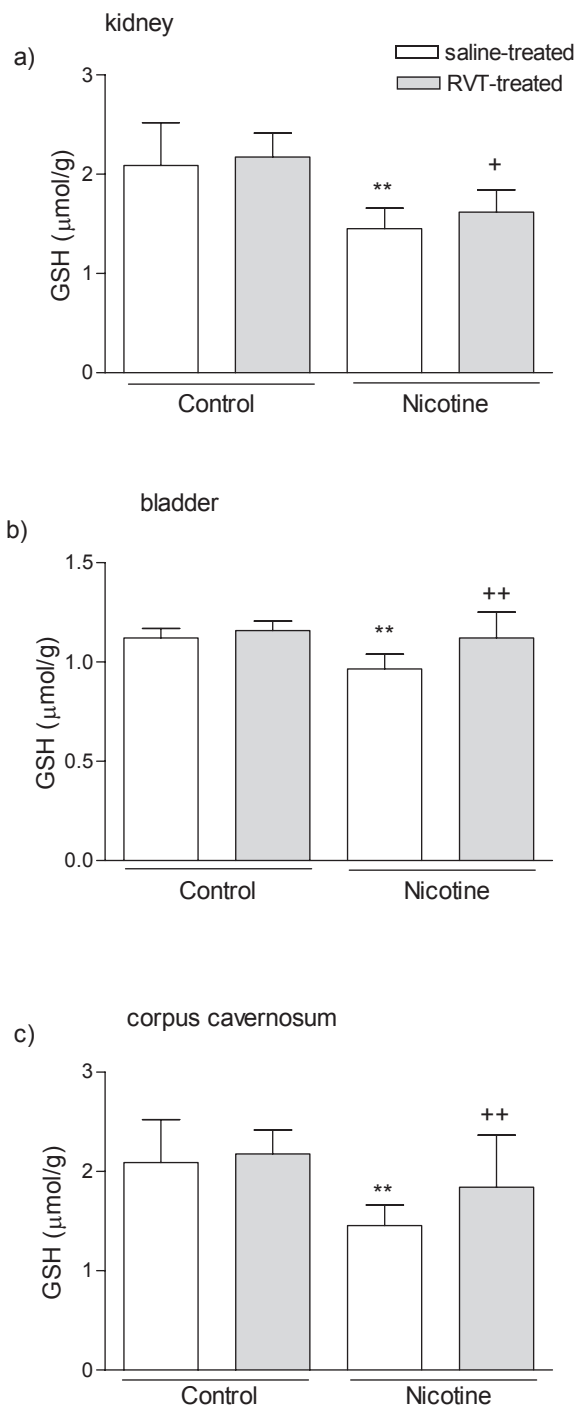 kidney
a)
saline-treated
RVT-treated
3
2
1
0
GSH (μmol/g)
**
+
Control
Nicotine
bladder
b)
1.5
1.0
0.5
0.0
GSH (μmol/g)
**
++
Control
Nicotine
corpus cavernosum
c)
3
2
1
0
GSH (μmol/g)
**
++
Control
Nicotine